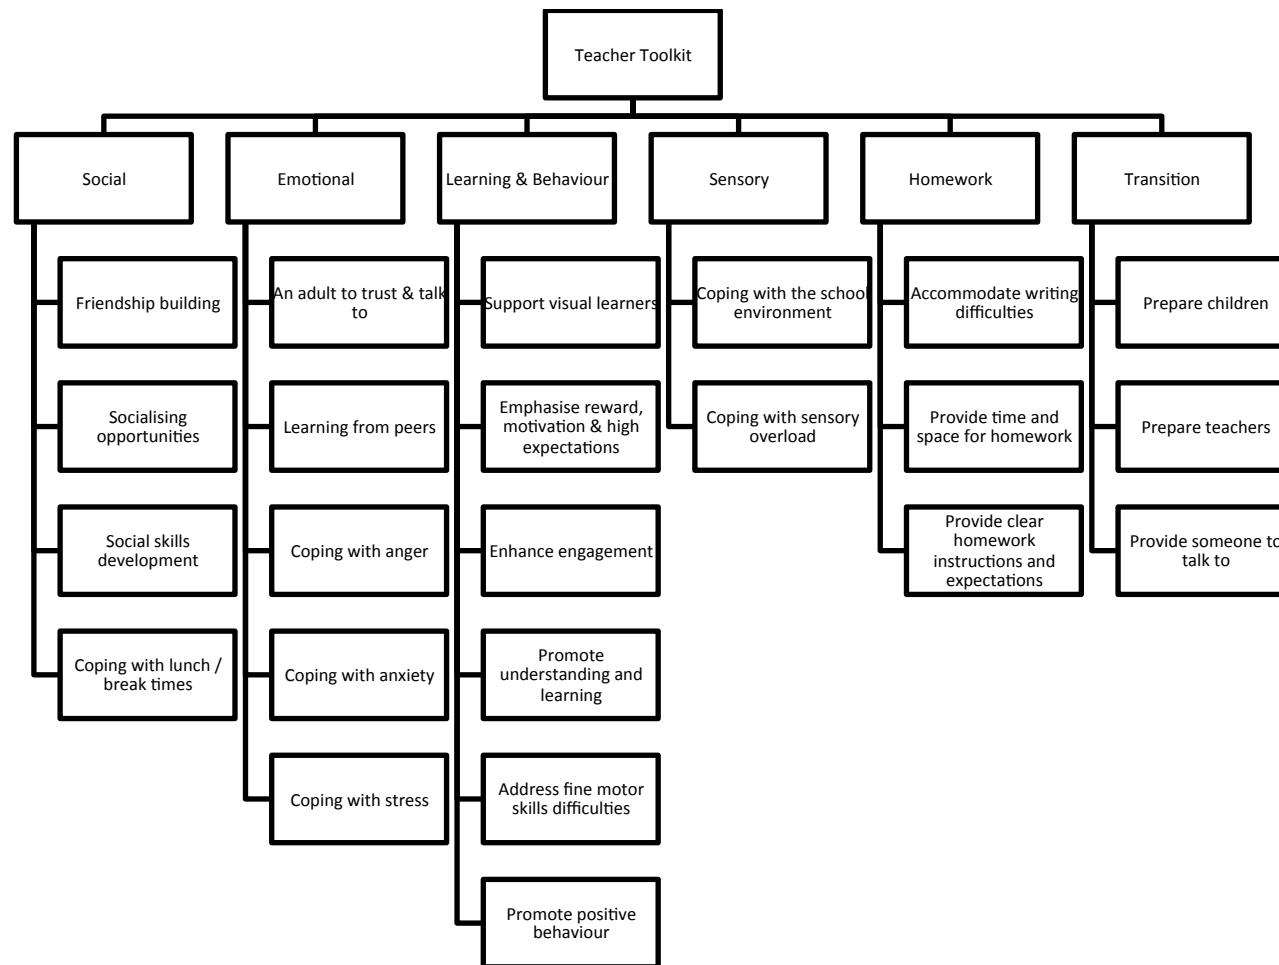 Teacher Toolkit
Social
Emotional
Learning & Behaviour
Sensory
Homework
Transition
Friendship building
Socialising
opportunities
Social skills
development
Coping with lunch /
break times
An adult to trust & talk
to
Learning from peers
Coping with anger
Coping with anxiety
Coping with stress
Support visual learners
Emphasise reward,
motivation & high
expectations
Enhance engagement
Promote
understanding and
learning
Address fine motor
skills difficulties
Promote positive
behaviour
Coping with the school
environment
Coping with sensory
overload
Accommodate writing
difficulties
Provide time and
space for homework
Provide clear
homework
instructions and
expectations
Prepare children
Prepare teachers
Provide someone to
talk to